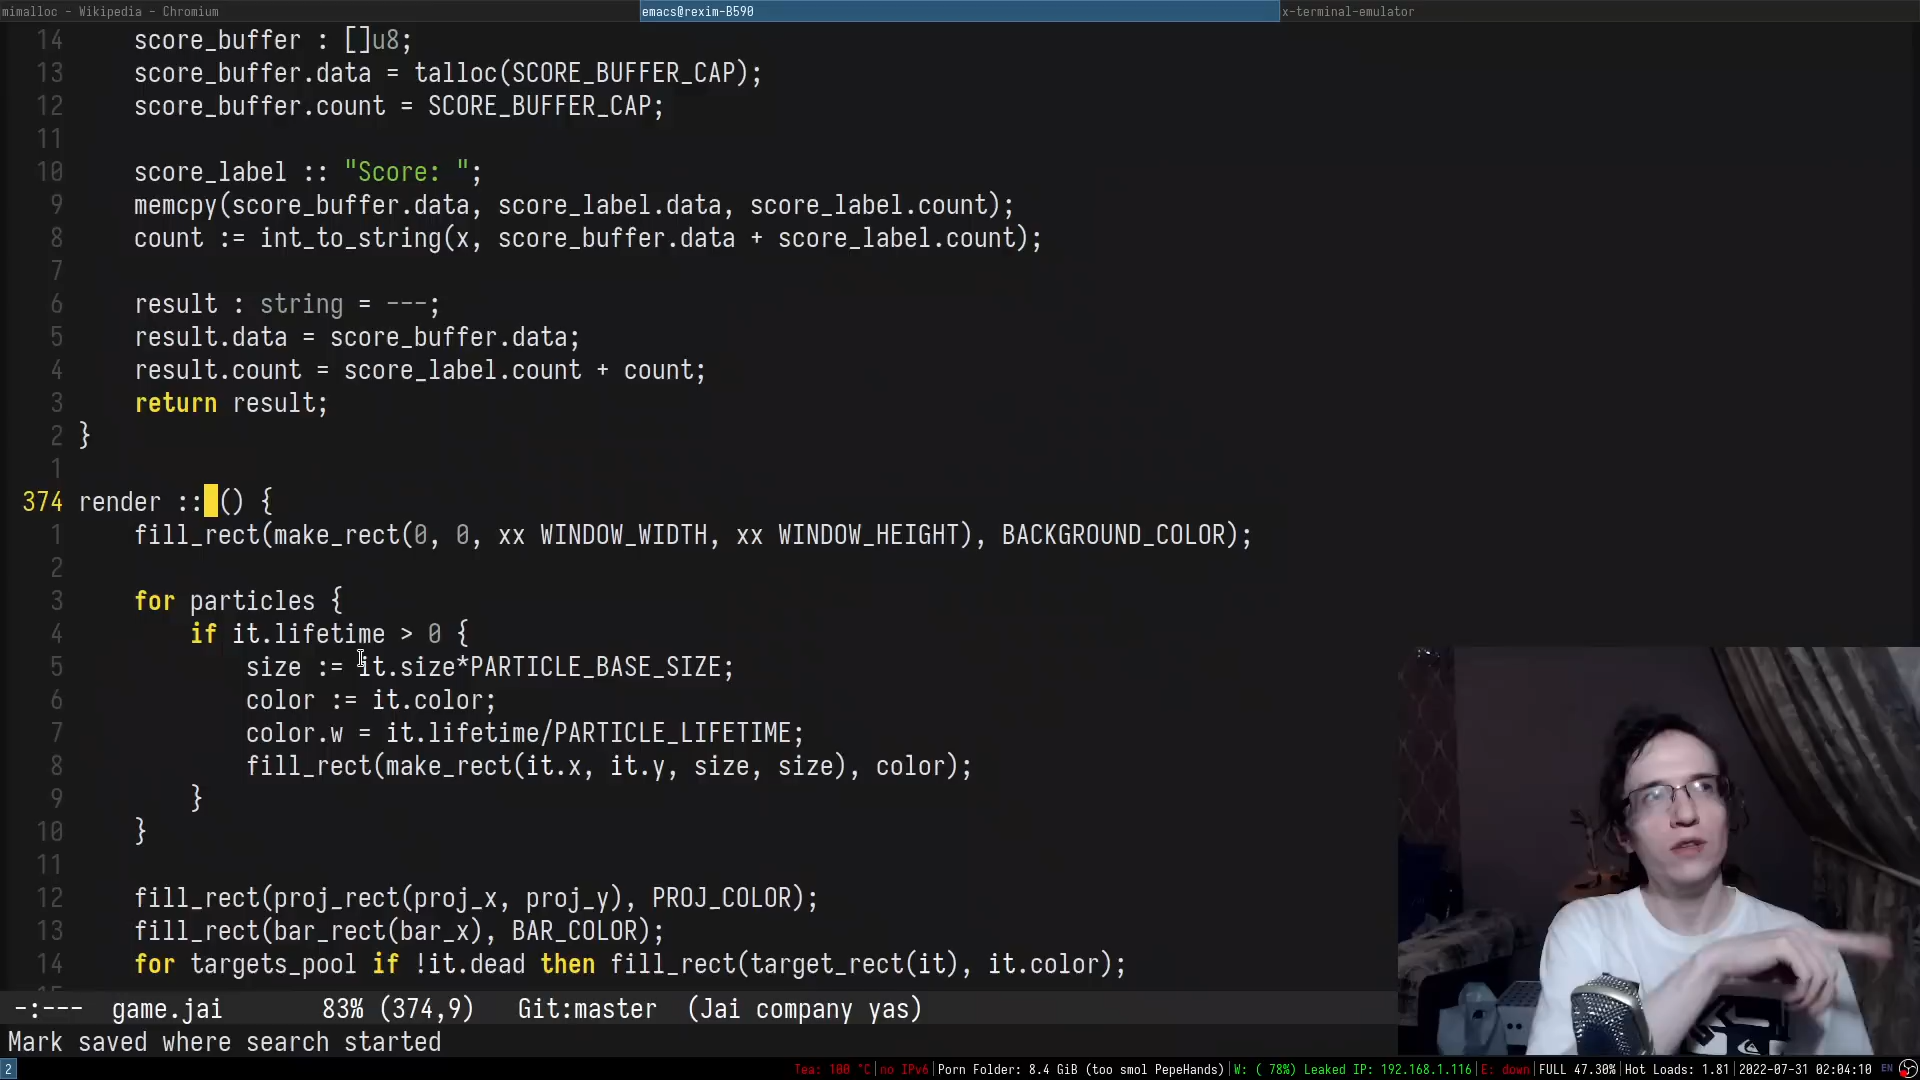 mimalloc - Wikipedia - Chromium
emacs@rexim-B590
x-terminal-emulator
14 score_buffer : []u8;
13 score_buffer.data = talloc(SCORE_BUFFER_CAP);
12 score_buffer.count = SCORE_BUFFER_CAP;
11
10 score_label :: "Score: ";
9 memcpy(score_buffer.data, score_label.data, score_label.count);
8 count := int_to_string(x, score_buffer.data + score_label.count);
7
6 result : string = ---;
5 result.data = score_buffer.data;
4 result.count = score_label.count + count;
3 return result;
2 }
1
374 render :: () {
1 fill_rect(make_rect(0, 0, xx WINDOW_WIDTH, xx WINDOW_HEIGHT), BACKGROUND_COLOR);
2
3 for particles {
4 if it.lifetime > 0 {
5 size := it.size*PARTICLE_BASE_SIZE;
6 color := it.color;
7 color.w = it.lifetime/PARTICLE_LIFETIME;
8 fill_rect(make_rect(it.x, it.y, size, size), color);
9 }
10 }
11
12 fill_rect(proj_rect(proj_x, proj_y), PROJ_COLOR);
13 fill_rect(bar_rect(bar_x), BAR_COLOR);
14 for targets_pool if !it.dead then fill_rect(target_rect(it), it.color);
-:--- game.jai 83% (374,9) Git:master (Jai company yas)
Mark saved where search started
2 Tea: 100 °C|no IPv6|Porn Folder: 8.4 GiB (too smol PepeHands)|W: ( 78%) Leaked IP: 192.168.1.116|E: down|FULL 47.30%|Hot Loads: 1.81|2022-07-31 02:04:10 EN